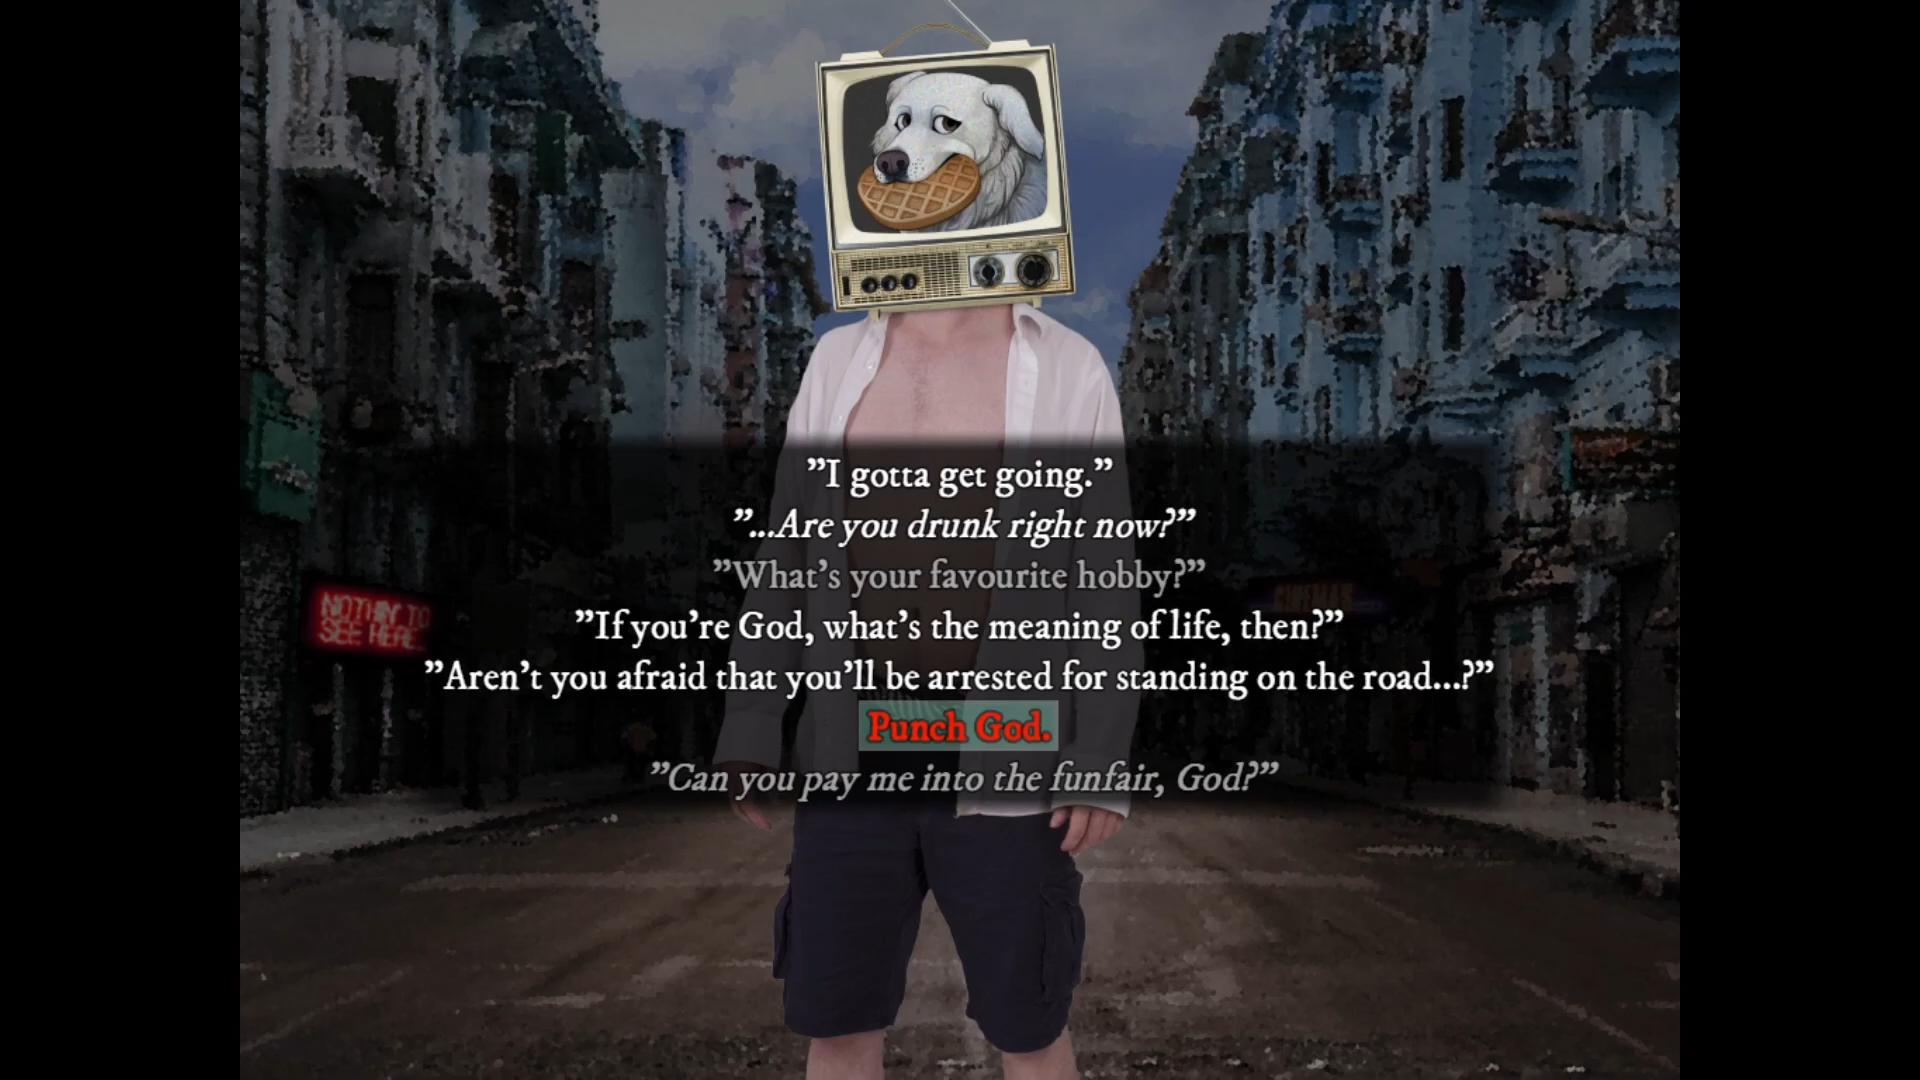 ”I gotta get going.”
”...Are you drunk right now?”
”What’s your favourite hobby?”
”If you’re God, what’s the meaning of life, then?”
”Aren’t you afraid that you’ll be arrested for standing on the road...?”
Punch God.
”Can you pay me into the funfair, God?”
NOTHIN TO
SEE HERE
CINEMAS